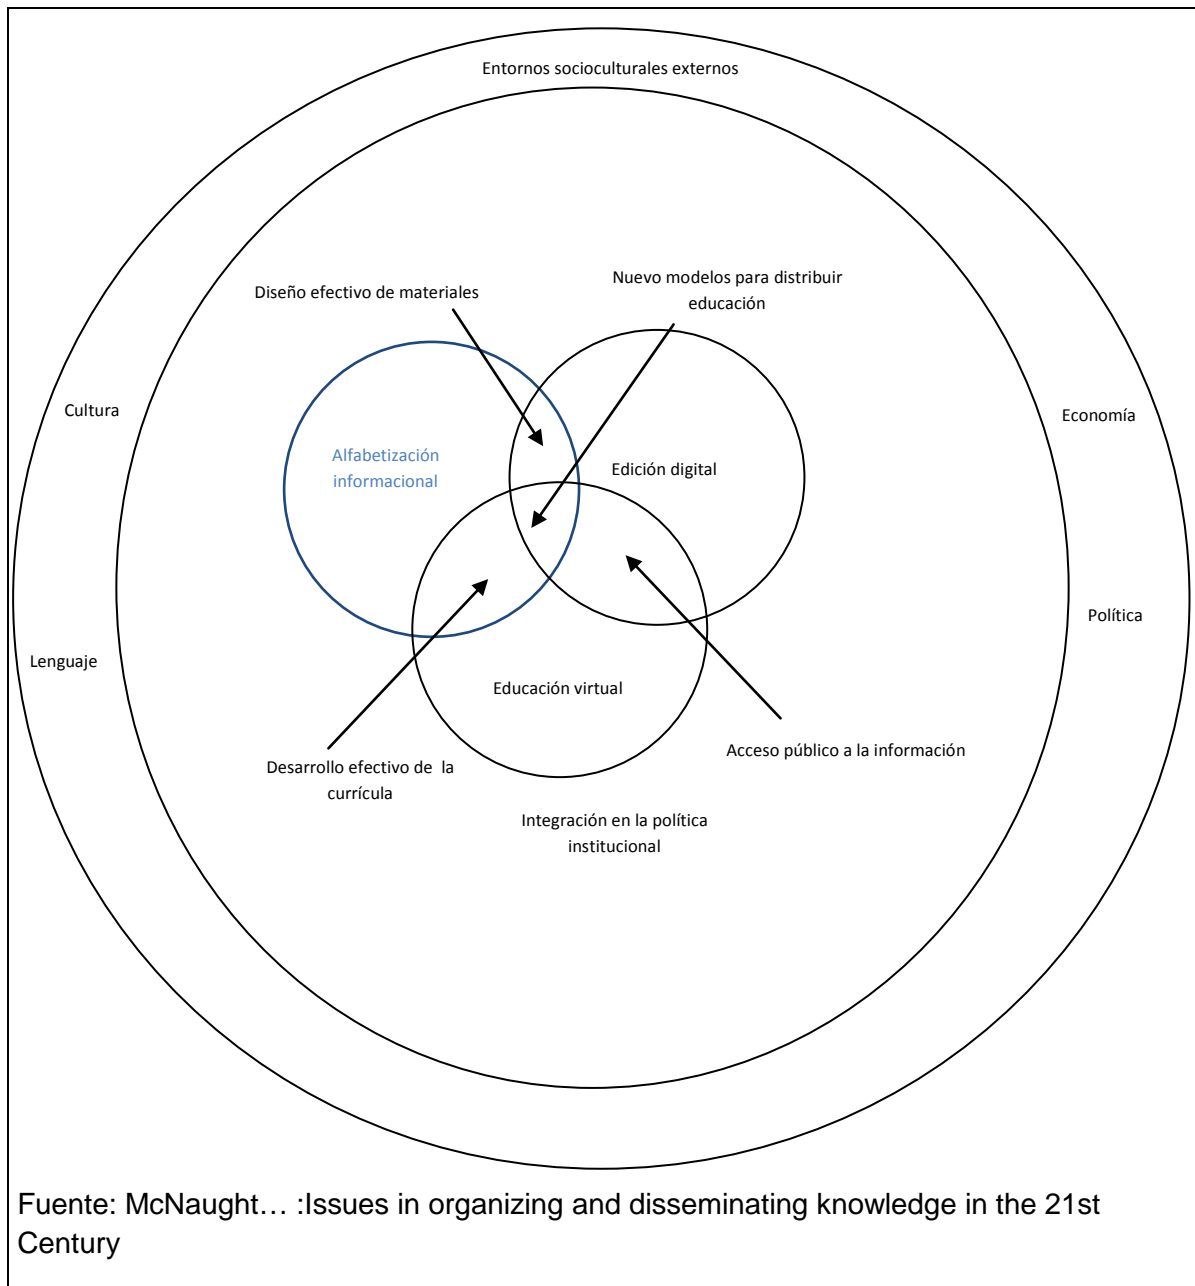 Entornos socioculturales externos
Nuevo modelos para distribuir
educación
Diseño efectivo de materiales
Cultura
Economía
Alfabetización
informacional
Edición digital
Política
Lenguaje
Educación virtual
Acceso público a la información
Desarrollo efectivo de la
currícula
Integración en la política
institucional
Fuente: McNaught… :Issues in organizing and disseminating knowledge in the 21st
Century